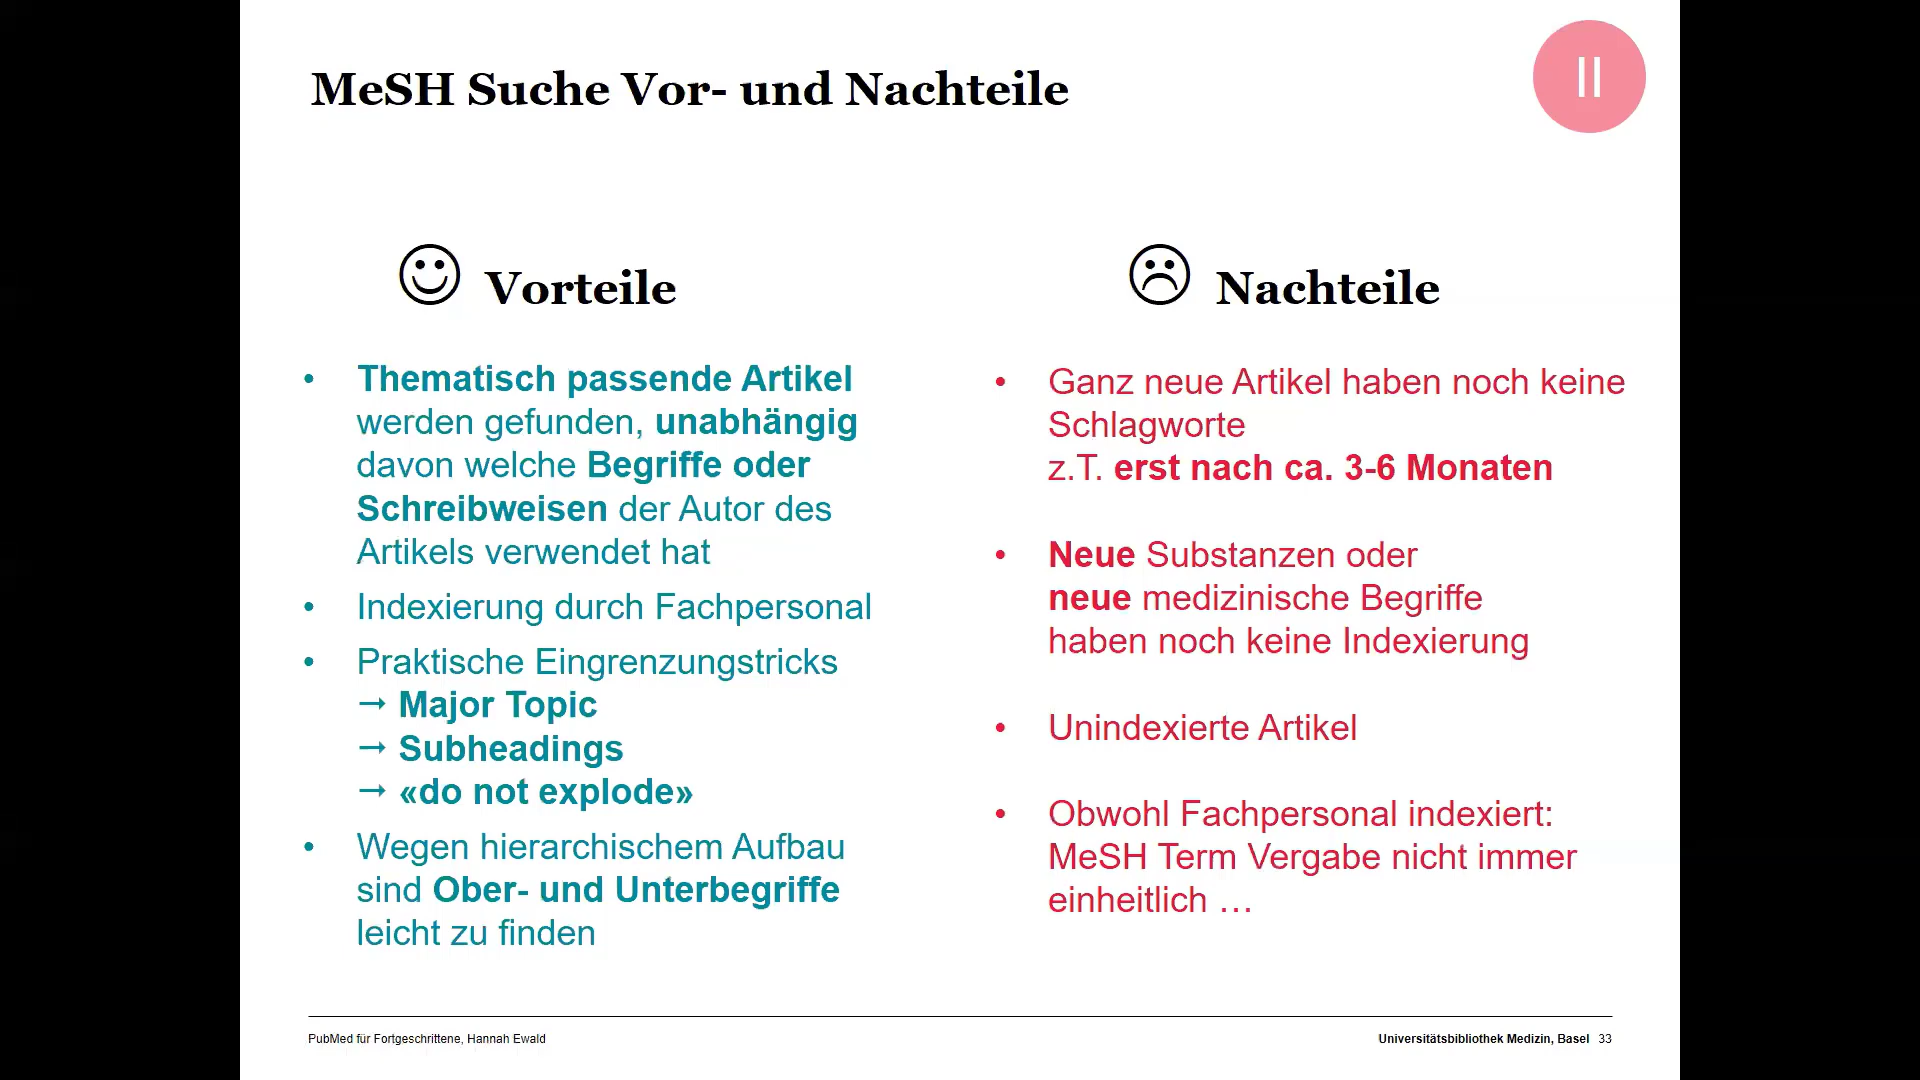 MeSH Suche Vor- und Nachteile
Vorteile
• Thematisch passende Artikel
werden gefunden, unabhängig
davon welche Begriffe oder
Schreibweisen der Autor des
Artikels verwendet hat
• Indexierung durch Fachpersonal
• Praktische Eingrenzungstricks
→ Major Topic
→ Subheadings
→ «do not explode»
• Wegen hierarchischem Aufbau
sind Ober- und Unterbegriffe
leicht zu finden
Nachteile
• Ganz neue Artikel haben noch keine
Schlagworte
z.T. erst nach ca. 3-6 Monaten
• Neue Substanzen oder
neue medizinische Begriffe
haben noch keine Indexierung
• Unindexierte Artikel
• Obwohl Fachpersonal indexiert:
MeSH Term Vergabe nicht immer
einheitlich …
PubMed für Fortgeschrittene, Hannah Ewald
Universitätsbibliothek Medizin, Basel 33